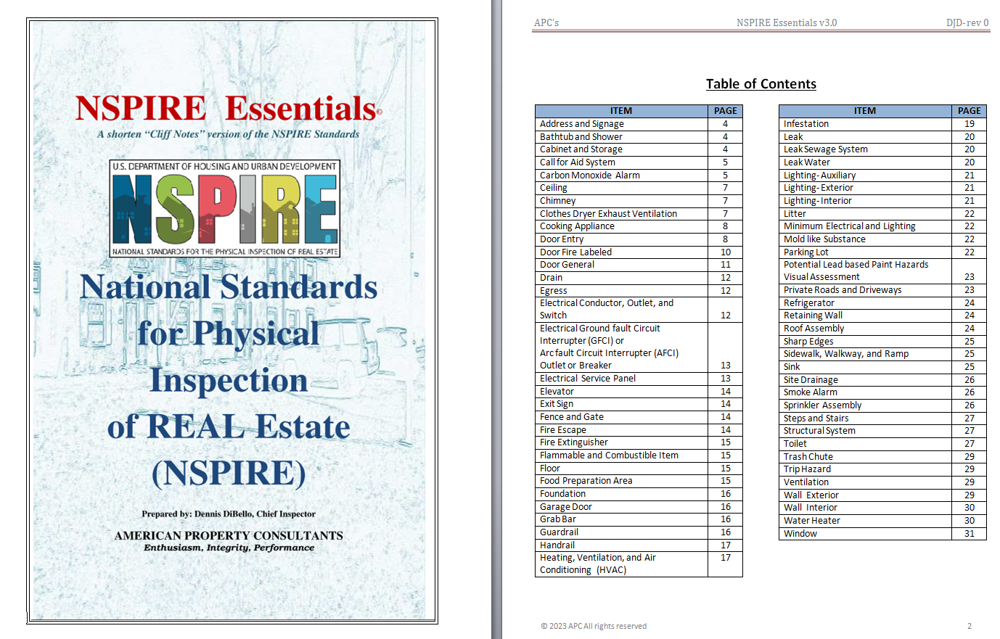 NSPIRE Essentials©
A shorten “Cliff Notes” version of the NSPIRE Standards
U.S. DEPARTMENT OF HOUSING AND URBAN DEVELOPMENT
NSPIRE
NATIONAL STANDARDS FOR THE PHYSICAL INSPECTION OF REAL ESTATE
National Standards
for Physical
Inspection
of REAL Estate
(NSPIRE)
Prepared by: Dennis DiBello, Chief Inspector
AMERICAN PROPERTY CONSULTANTS
Enthusiasm, Integrity, Performance
APC's NSPIRE Essentials v3.0 DJD-rev 0
Table of Contents
ITEM PAGE
Address and Signage 4
Bathtub and Shower 4
Cabinet and Storage 4
Call for Aid System 5
Carbon Monoxide Alarm 5
Ceiling 7
Chimney 7
Clothes Dryer Exhaust Ventilation 7
Cooking Appliance 8
Door Entry 8
Door Fire Labeled 10
Door General 11
Drain 12
Egress 12
Electrical Conductor, Outlet, and
Switch 12
Electrical Ground fault Circuit
Interrupter (GFCI) or
Arc fault Circuit Interrupter (AFCI)
Outlet or Breaker 13
Electrical Service Panel 13
Elevator 14
Exit Sign 14
Fence and Gate 14
Fire Escape 14
Fire Extinguisher 15
Flammable and Combustible Item 15
Floor 15
Food Preparation Area 15
Foundation 16
Garage Door 16
Grab Bar 16
Guardrail 16
Handrail 17
Heating, Ventilation, and Air 17
Conditioning (HVAC)
ITEM PAGE
Infestation 19
Leak 20
Leak Sewage System 20
Leak Water 20
Lighting- Auxiliary 21
Lighting- Exterior 21
Lighting- Interior 21
Litter 22
Minimum Electrical and Lighting 22
Mold like Substance 22
Parking Lot 22
Potential Lead based Paint Hazards
Visual Assessment 23
Private Roads and Driveways 23
Refrigerator 24
Retaining Wall 24
Roof Assembly 24
Sharp Edges 25
Sidewalk, Walkway, and Ramp 25
Sink 25
Site Drainage 26
Smoke Alarm 26
Sprinkler Assembly 26
Steps and Stairs 27
Structural System 27
Toilet 27
Trash Chute 29
Trip Hazard 29
Ventilation 29
Wall Exterior 29
Wall Interior 30
Water Heater 30
Window 31
© 2023 APC All rights reserved 2